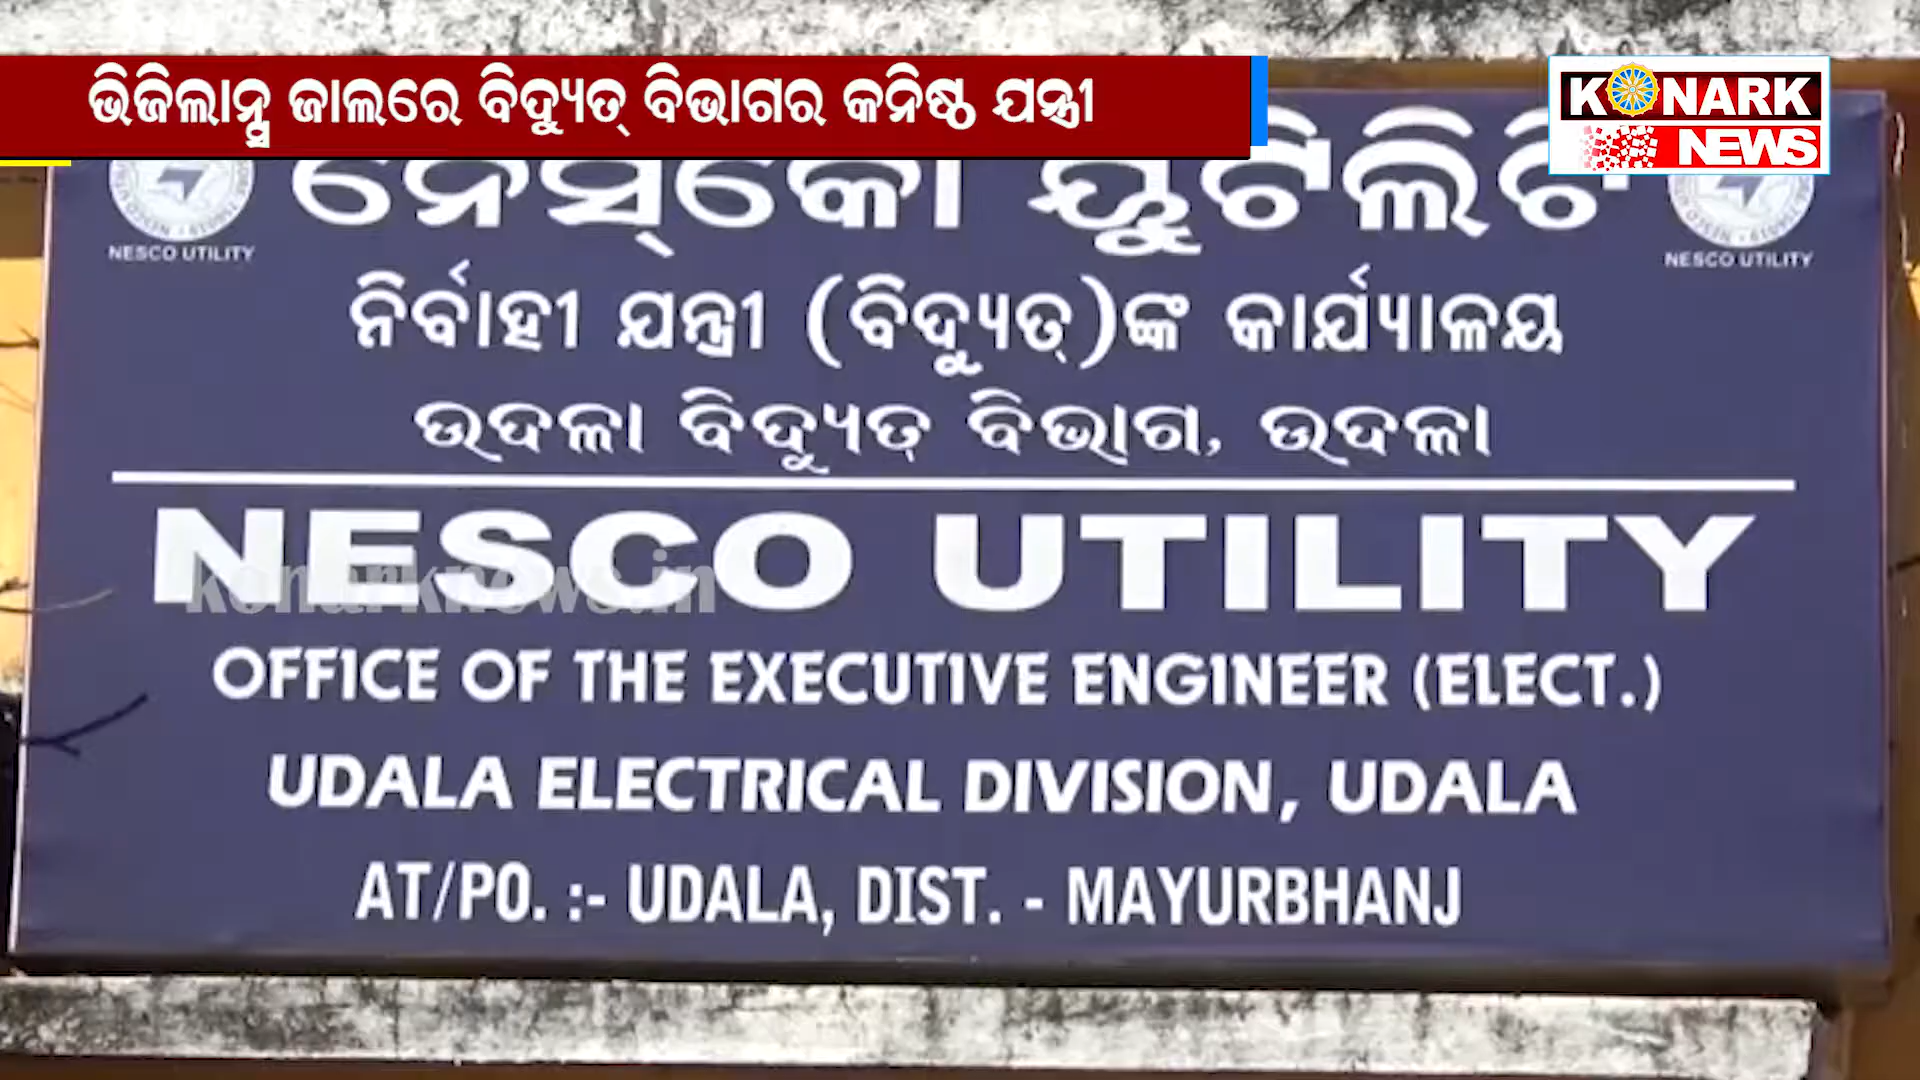 ଭିଜିଲାନ୍ସ ଜାଲରେ ବିଦ୍ୟୁତ୍ ବିଭାଗର କନିଷ୍ଠ ଯନ୍ତ୍ରୀ
KONARK
NEWS
ନେସ୍କୋ ୟୁଟିଲିଟି
NESCO UTILITY
NESCO UTILITY
ନିର୍ବାହୀ ଯନ୍ତ୍ରୀ (ବିଦ୍ୟୁତ୍)ଙ୍କ କାର୍ଯ୍ୟାଳୟ
ଉଦଳା ବିଦ୍ୟୁତ୍ ବିଭାଗ, ଉଦଳା
NESCO UTILITY
konarknews.in
OFFICE OF THE EXECUTIVE ENGINEER (ELECT.)
UDALA ELECTRICAL DIVISION, UDALA
AT/PO. :- UDALA, DIST. - MAYURBHANJ